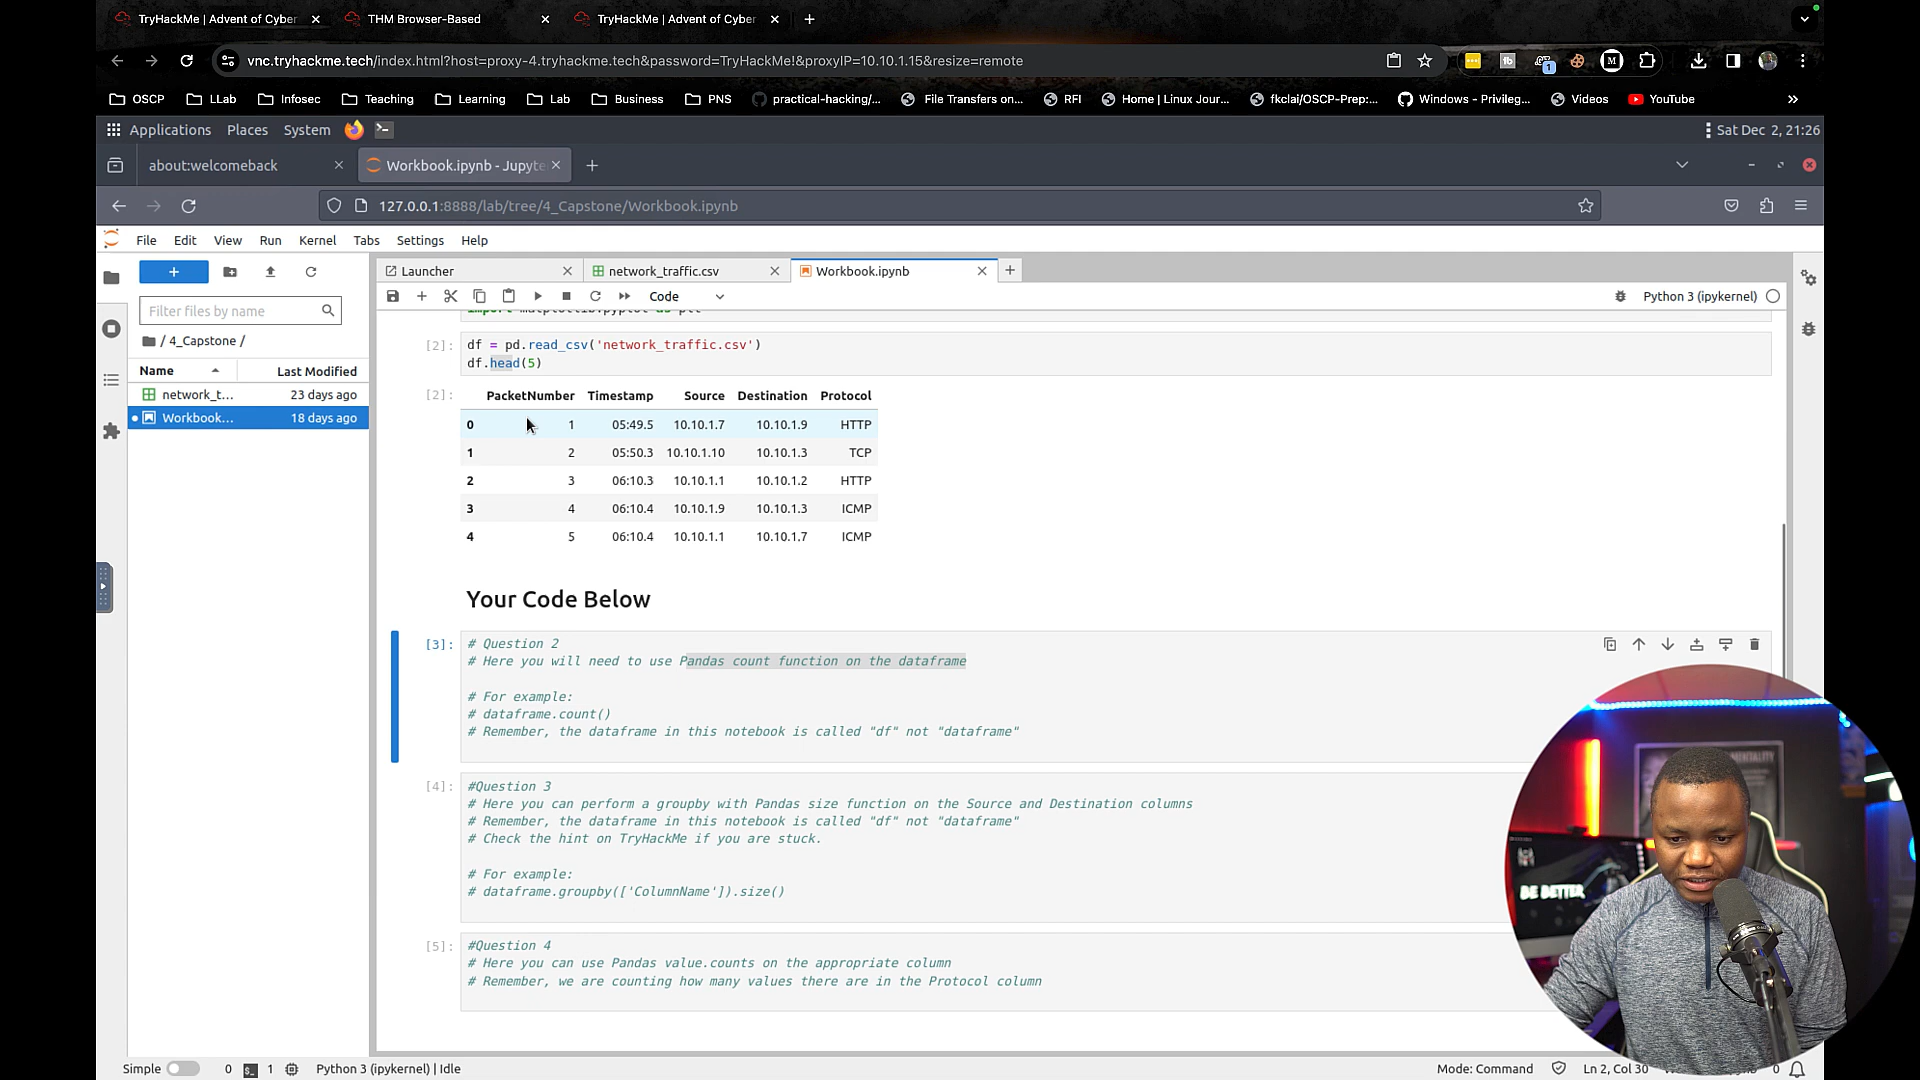 TryHackMe | Advent of Cyber
THM Browser-Based
TryHackMe | Advent of Cyber
vnc.tryhackme.tech/index.html?host=proxy-4.tryhackme.tech&password=TryHackMe!&proxyIP=10.10.1.15&resize=remote
OSCP LLab Infosec Teaching Learning Lab Business PNS practical-hacking/... File Transfers on... RFI Home | Linux Jour... fkclai/OSCP-Prep:... Windows - Privileg... Videos YouTube
Applications Places System Sat Dec 2, 21:26
about:welcomeback
Workbook.ipynb - Jupyte
127.0.0.1:8888/lab/tree/4_Capstone/Workbook.ipynb
File Edit View Run Kernel Tabs Settings Help
Filter files by name
/ 4_Capstone /
Name Last Modified
network_t... 23 days ago
Workbook... 18 days ago
Launcher network_traffic.csv Workbook.ipynb
Code Python 3 (ipykernel)
import matplotlib.pyplot as plt
[2]: df = pd.read_csv('network_traffic.csv')
df.head(5)
[2]: PacketNumber Timestamp Source Destination Protocol
0 1 05:49.5 10.10.1.7 10.10.1.9 HTTP
1 2 05:50.3 10.10.1.10 10.10.1.3 TCP
2 3 06:10.3 10.10.1.1 10.10.1.2 HTTP
3 4 06:10.4 10.10.1.9 10.10.1.3 ICMP
4 5 06:10.4 10.10.1.1 10.10.1.7 ICMP
Your Code Below
[3]: # Question 2
# Here you will need to use Pandas count function on the dataframe
# For example:
# dataframe.count()
# Remember, the dataframe in this notebook is called "df" not "dataframe"
[4]: #Question 3
# Here you can perform a groupby with Pandas size function on the Source and Destination columns
# Remember, the dataframe in this notebook is called "df" not "dataframe"
# Check the hint on TryHackMe if you are stuck.
# For example:
# dataframe.groupby(['ColumnName']).size()
[5]: #Question 4
# Here you can use Pandas value.counts on the appropriate column
# Remember, we are counting how many values there are in the Protocol column
BE BETTER
Simple 0 1 Python 3 (ipykernel) | Idle Mode: Command Ln 2, Col 30 0